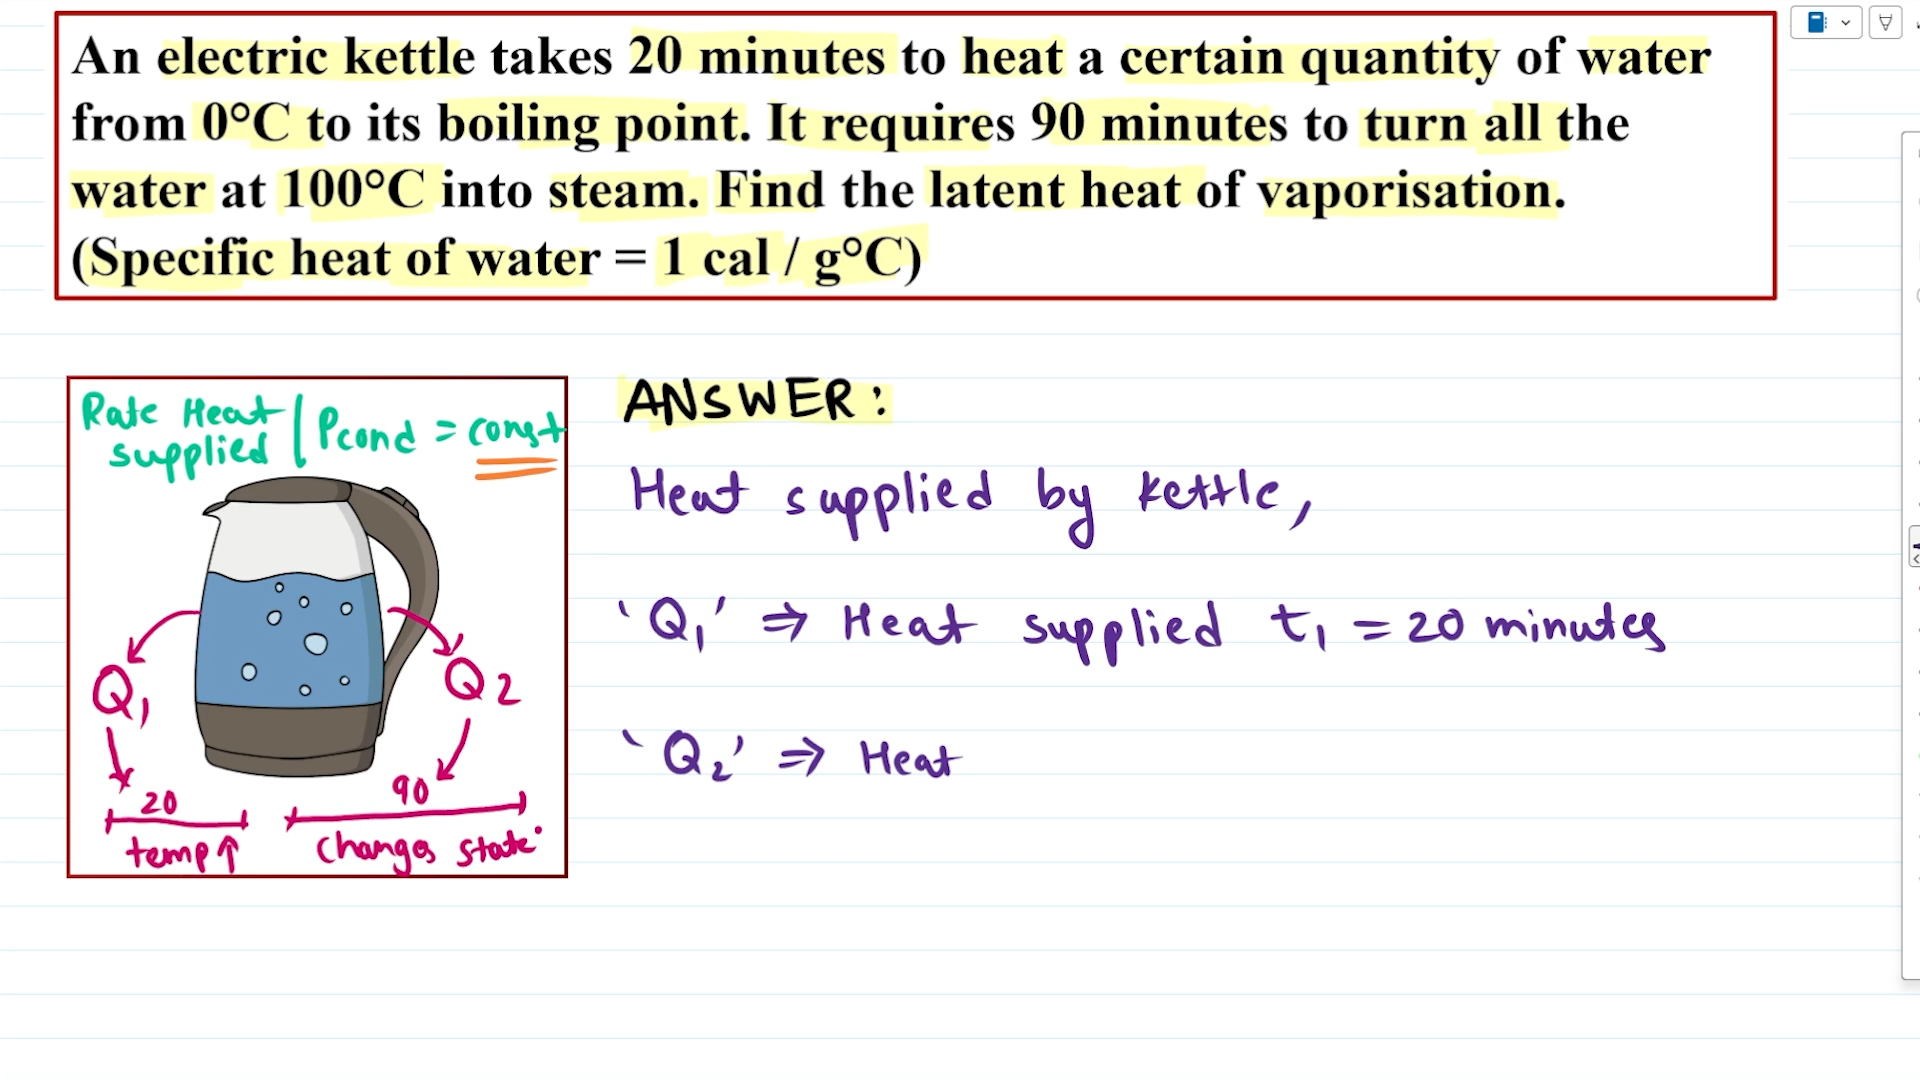 An electric kettle takes 20 minutes to heat a certain quantity of water
from 0°C to its boiling point. It requires 90 minutes to turn all the
water at 100°C into steam. Find the latent heat of vaporisation.
(Specific heat of water = 1 cal / g°C)
Rate Heat supplied | Pcond = const
Q₁
Q₂
20
temp ↑
90
Changes state
ANSWER:
Heat supplied by kettle,
'Q₁' ⇒ Heat supplied t₁ = 20 minutes
'Q₂' ⇒ Heat